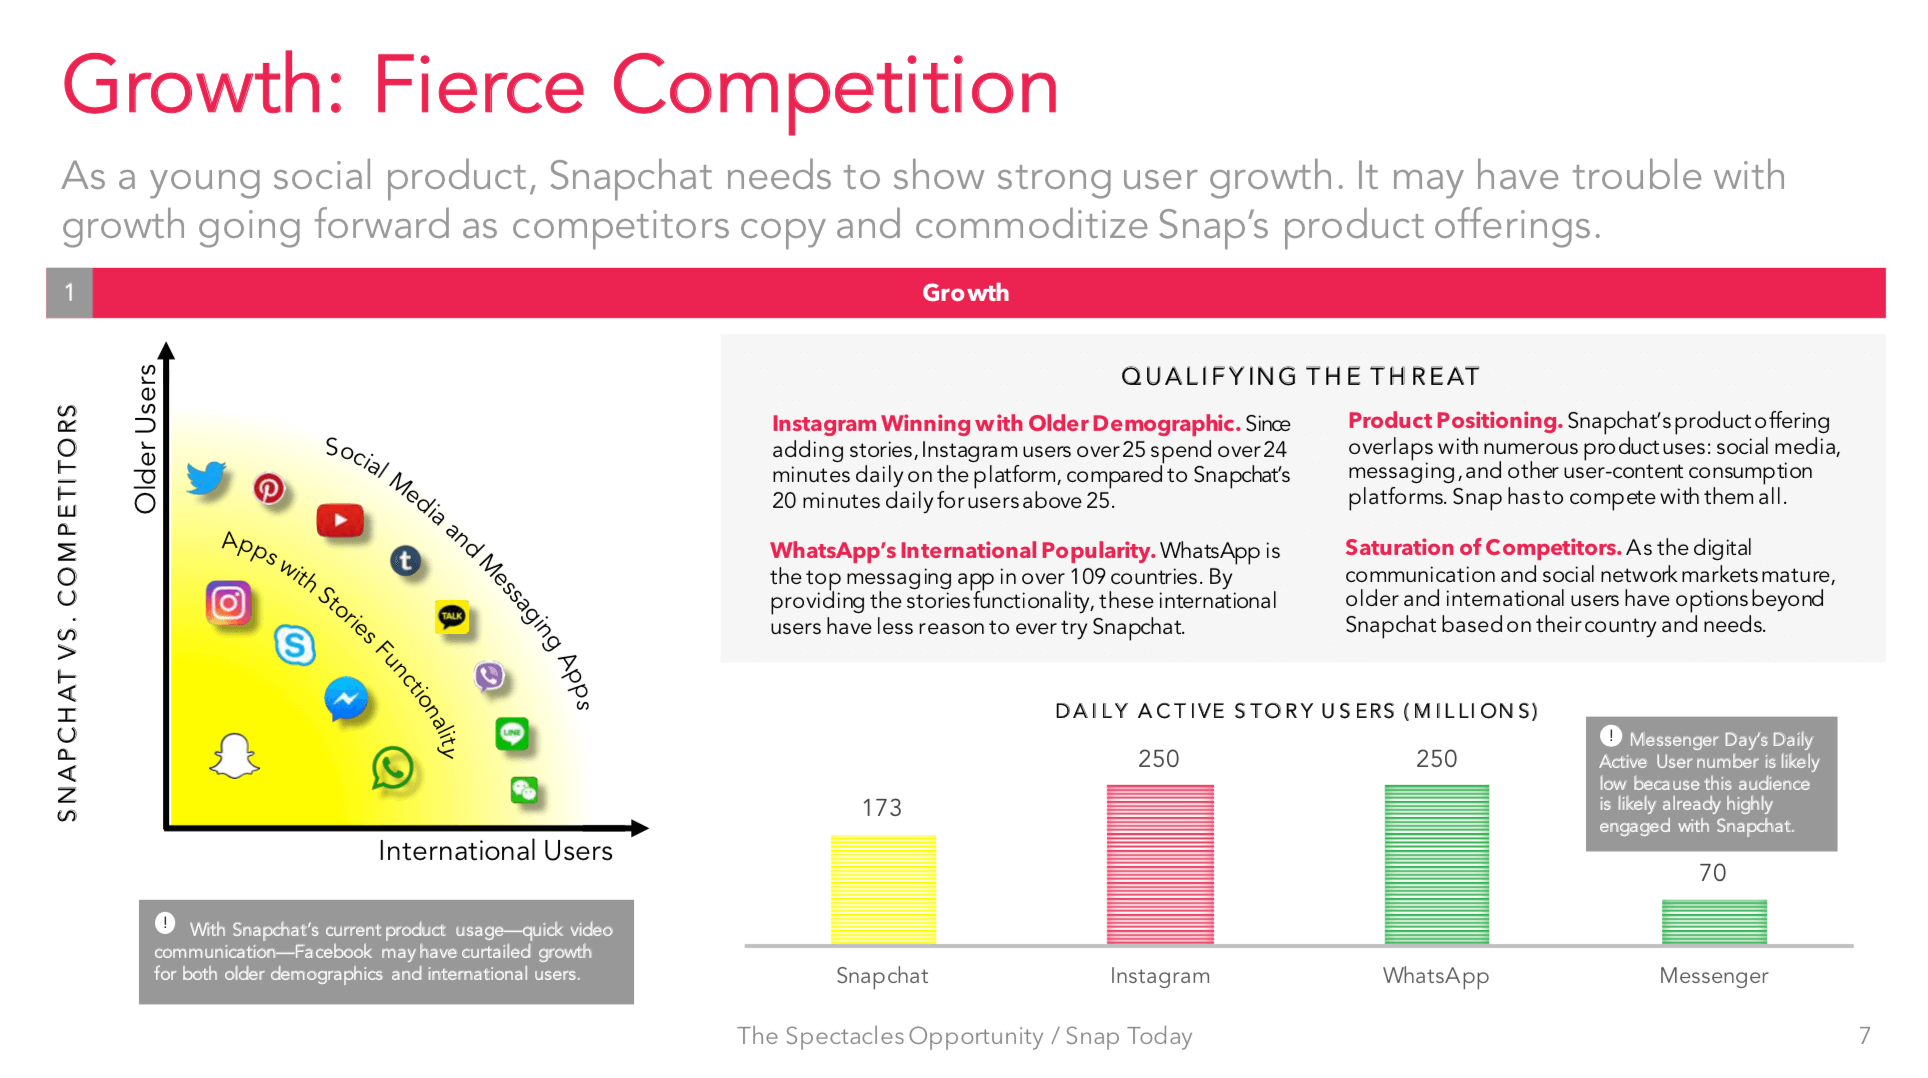 Growth: Fierce Competition
As a young social product, Snapchat needs to show strong user growth. It may have trouble with
growth going forward as competitors copy and commoditize Snap's product offerings.
1
Growth
SNAPCHAT VS. COMPETITORS
Older Users
Social Media and Messaging Apps
Apps with Stories Functionality
t
TALK
S
LINE
International Users
! With Snapchat's current product usage—quick video
communication—Facebook may have curtailed growth
for both older demographics and international users.
QUALIFYING THE THREAT
Instagram Winning with Older Demographic. Since
adding stories, Instagram users over 25 spend over 24
minutes daily on the platform, compared to Snapchat's
20 minutes daily for users above 25.
WhatsApp's International Popularity. WhatsApp is
the top messaging app in over 109 countries. By
providing the stories functionality, these international
users have less reason to ever try Snapchat.
Product Positioning. Snapchat's product offering
overlaps with numerous product uses: social media,
messaging, and other user-content consumption
platforms. Snap has to compete with them all.
Saturation of Competitors. As the digital
communication and social network markets mature,
older and international users have options beyond
Snapchat based on their country and needs.
DAILY ACTIVE STORY USERS (MILLIONS)
173
250
250
70
Snapchat
Instagram
WhatsApp
Messenger
! Messenger Day's Daily
Active User number is likely
low because this audience
is likely already highly
engaged with Snapchat.
The Spectacles Opportunity / Snap Today
7